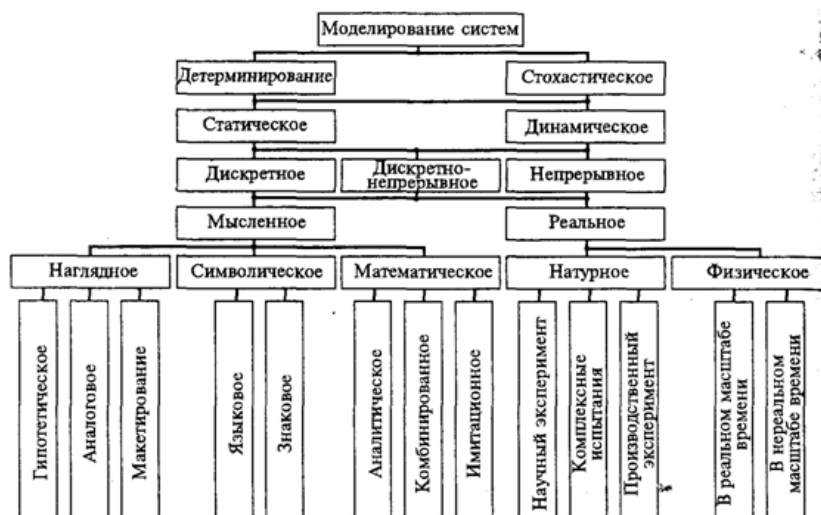 Моделирование систем
Детерминирование
Стохастическое
Статическое
Динамическое
Дискретное
Дискретно-
непрерывное
Непрерывное
Мысленное
Реальное
Наглядное
Символическое
Математическое
Натурное
Физическое
Гипотетическое
Аналоговое
Макетирование
Языковое
Знаковое
Аналитическое
Комбинированное
Имитационное
Научный эксперимент
Комплексные
испытания
Производственный
эксперимент
В реальном масштабе
времени
В нереальном
масштабе времени